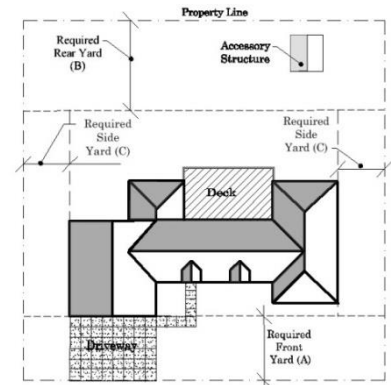 Property Line
Required
Rear Yard
(B)
Accessory
Structure
Required
Side
Yard (C)
Required
Side
Yard (C)
Deck
Driveway
Required
Front
Yard (A)